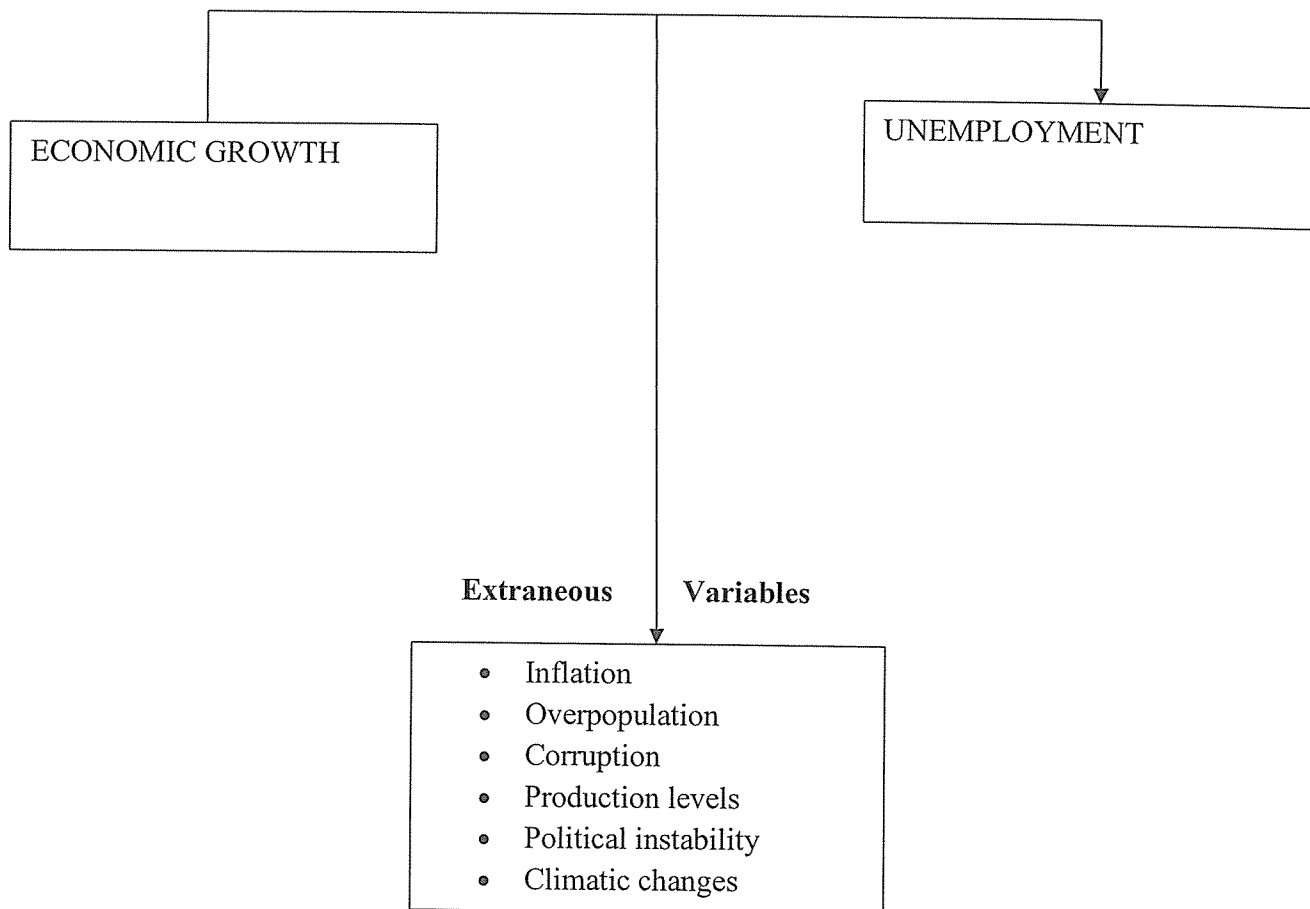 ECONOMIC GROWTH
UNEMPLOYMENT
Extraneous Variables
• Inflation
• Overpopulation
• Corruption
• Production levels
• Political instability
• Climatic changes